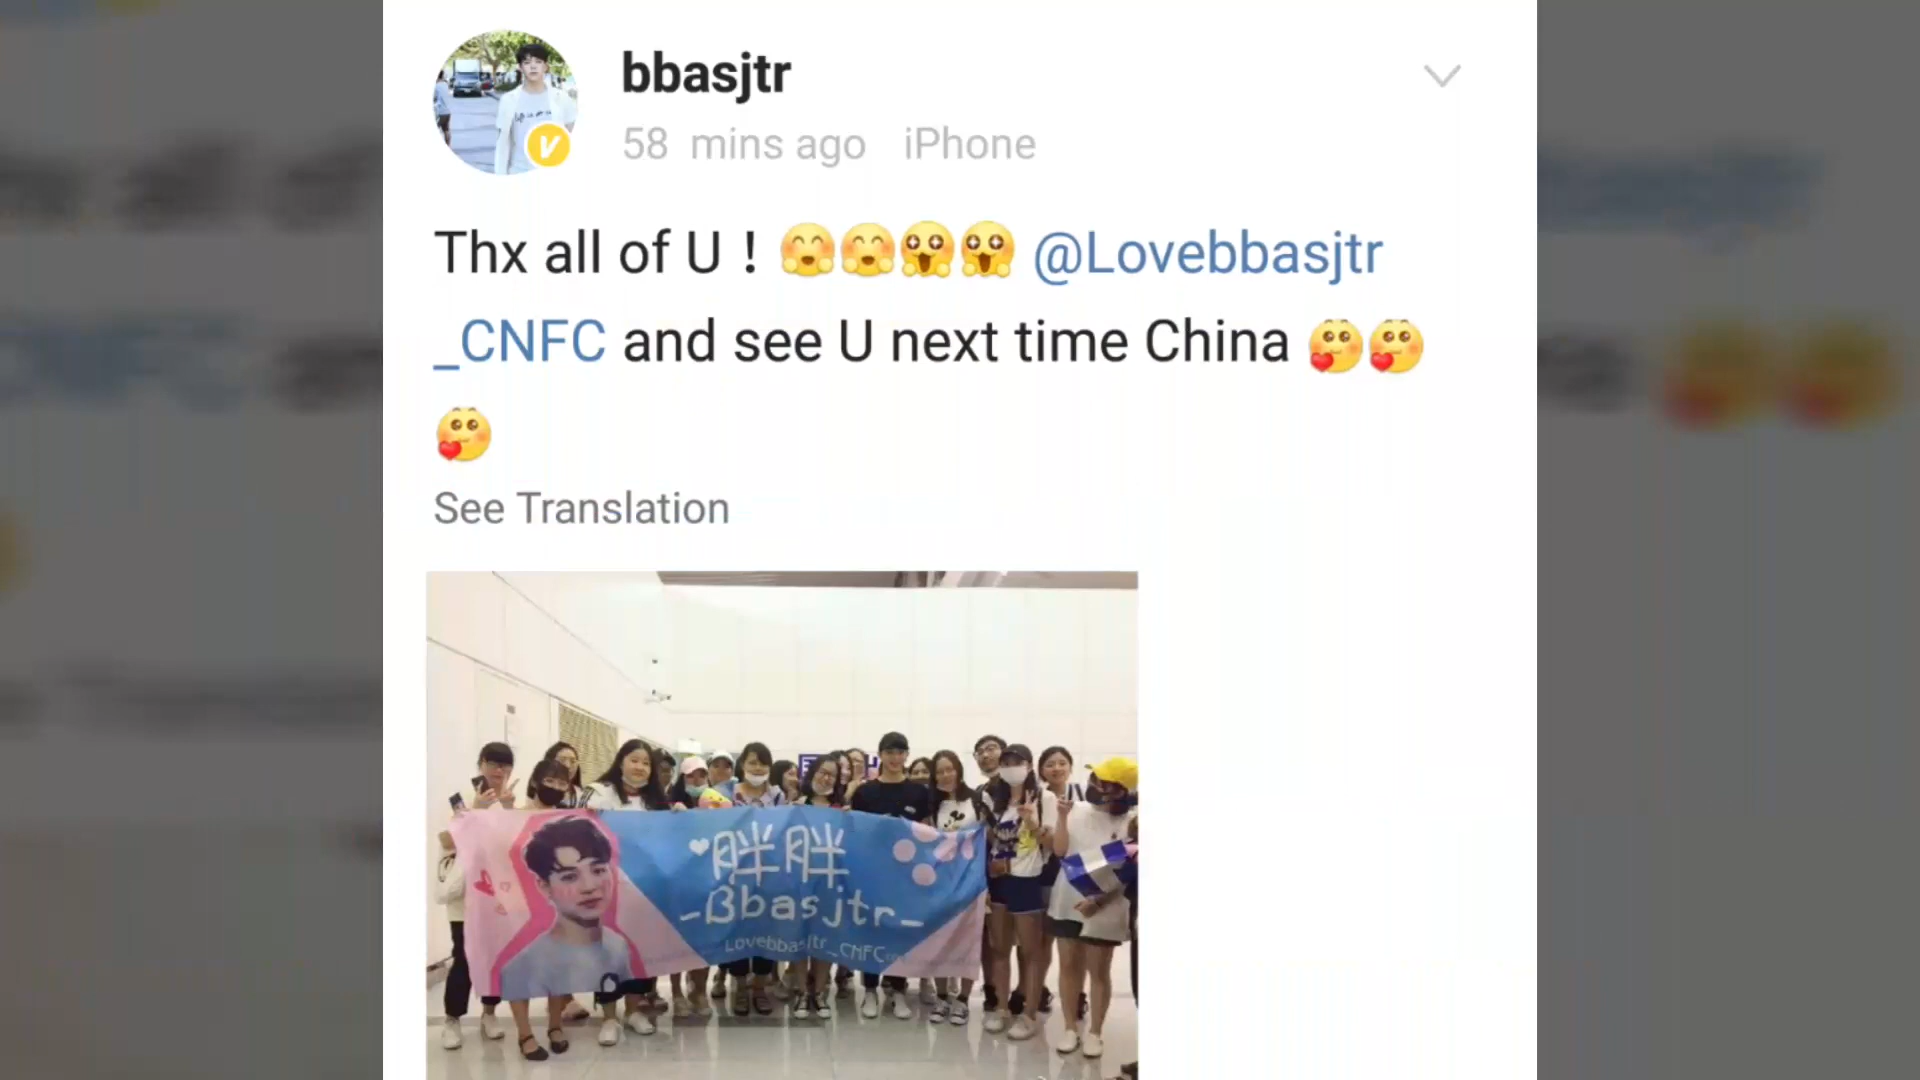 bbasjtr
58 mins ago iPhone
Thx all of U ! @Lovebbasjtr
_CNFC and see U next time China
See Translation
胖胖
-Bbasjtr-
Lovebbasjtr_CNFC